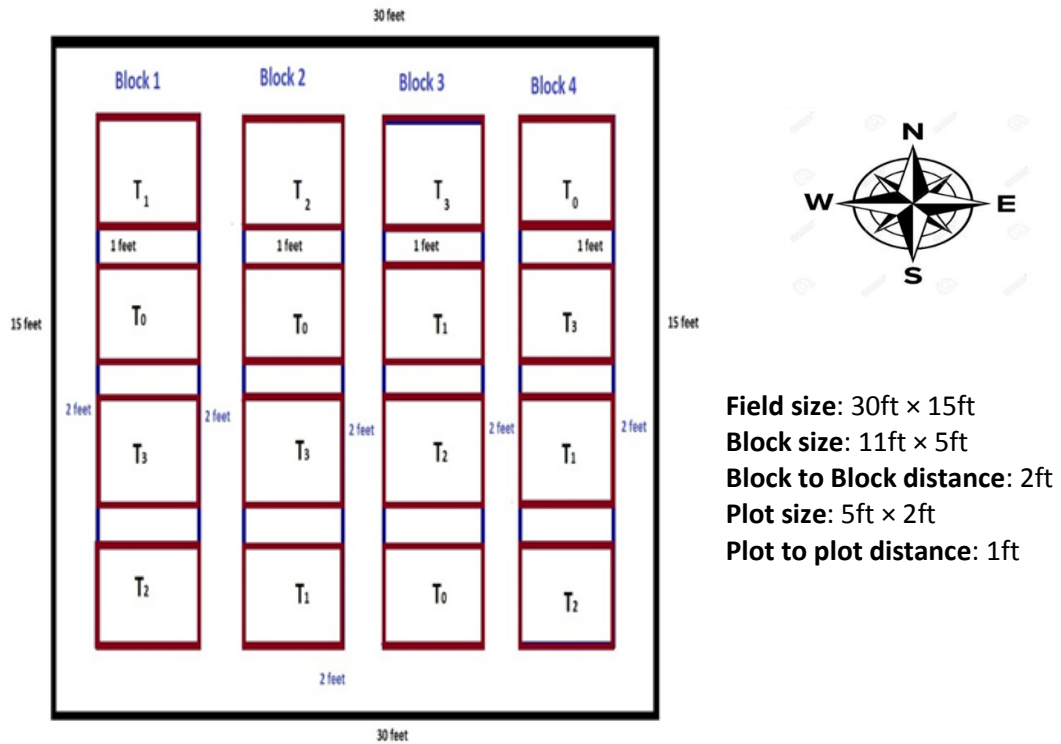 30 feet
Block 1 Block 2 Block 3 Block 4
T1 T2 T3 T0
1 feet 1 feet 1 feet 1 feet
T0 T0 T1 T3
15 feet 15 feet
2 feet 2 feet 2 feet 2 feet 2 feet
T3 T3 T2 T1
T2 T1 T0 T2
2 feet
30 feet
N
W E
S
Field size: 30ft × 15ft
Block size: 11ft × 5ft
Block to Block distance: 2ft
Plot size: 5ft × 2ft
Plot to plot distance: 1ft